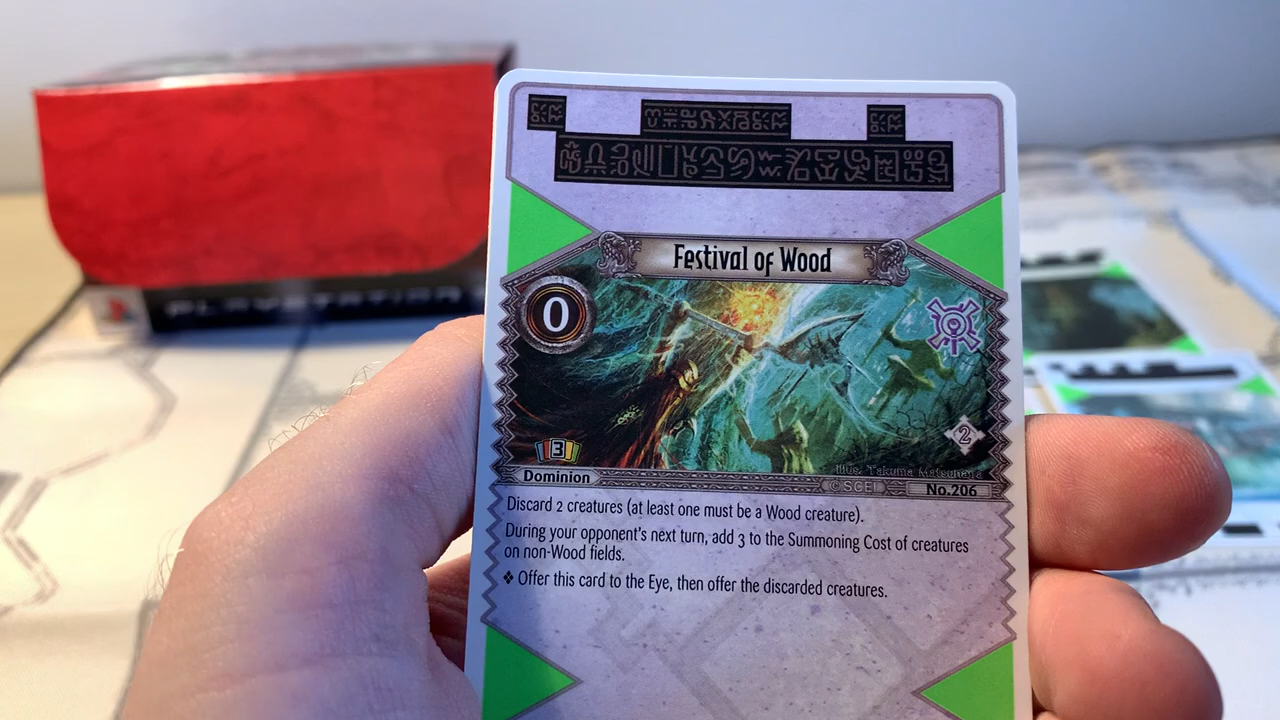 Festival of Wood
0
3
2
Illus. Takuma Matsunaga
Dominion
©SCEI
No.206
Discard 2 creatures (at least one must be a Wood creature).
During your opponent's next turn, add 3 to the Summoning Cost of creatures
on non-Wood fields.
❖ Offer this card to the Eye, then offer the discarded creatures.
PLAYSTATION